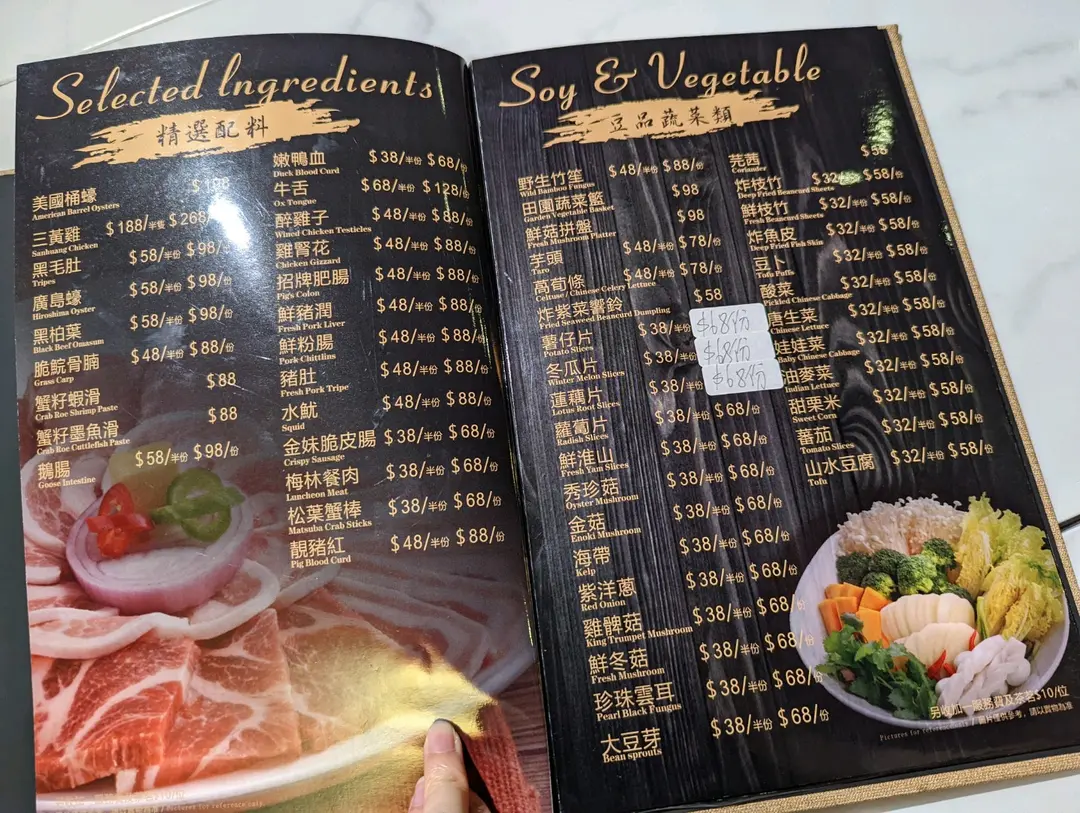 Selected Ingredients
精選配料
美國桶蠔
American Barrel Oysters
三黃雞 $188/半隻 $268/
Sanhuang Chicken
黑毛肚 $58/半份 $98/份
Tripes
廣島蠔 $58/半份 $98/份
Hiroshima Oyster
黑柏葉 $58/半份 $98/份
Black Beef Omasum
脆皖骨腩 $48/半份 $88/份
Grass Carp
蟹籽蝦滑 $88
Crab Roe Shrimp Paste
蟹籽墨魚滑 $88
Crab Roe Cuttlefish Paste
鵝腸 $58/半份 $98/份
Goose Intestine
嫩鴨血 $38/半份 $68/份
Duck Blood Curd
牛舌 $68/半份 $128/份
Ox Tongue
醉雞子 $48/半份 $88/份
Wined Chicken Testicles
雞腎花 $48/半份 $88/份
Chicken Gizzard
招牌肥腸 $48/半份 $88/份
Pig's Colon
鮮豬潤 $48/半份 $88/份
Fresh Pork Liver
鮮粉腸 $48/半份 $88/份
Pork Chittlins
豬肚 $48/半份 $88/份
Fresh Pork Tripe
水魷 $48/半份 $88/份
Squid
金妹脆皮腸 $38/半份 $68/份
Crispy Sausage
梅林餐肉 $38/半份 $68/份
Luncheon Meat
松葉蟹棒 $38/半份 $68/份
Matsuba Crab Sticks
靚豬紅 $48/半份 $88/份
Pig Blood Curd
Soy & Vegetable
豆品蔬菜類
野生竹笙 $48/半份 $88/份
Wild Bamboo Fungus
田園蔬菜籃 $98
Garden Vegetable Basket
鮮菇拼盤 $98
Fresh Mushroom Platter
芋頭 $48/半份 $78/份
Taro
萵荀條 $48/半份 $78/份
Celtuse / Chinese Celery Lettuce
炸紫菜響鈴 $58
Fried Seaweed Beancurd Dumpling
薯仔片 $38/半份 $68份
Potato Slices
冬瓜片 $38/半份 $68份
Winter Melon Slices
蓮藕片 $38/半份 $68份
Lotus Root Slices
蘿蔔片 $38/半份 $68/份
Radish Slices
鮮淮山 $38/半份 $68/份
Fresh Yam Slices
秀珍菇 $38/半份 $68/份
Oyster Mushroom
金菇 $38/半份 $68/份
Enoki Mushroom
海帶 $38/半份 $68/份
Kelp
紫洋蔥 $38/半份 $68/份
Red Onion
雞髀菇 $38/半份 $68/份
King Trumpet Mushroom
鮮冬菇 $38/半份 $68/份
Fresh Mushroom
珍珠雲耳 $38/半份 $68/份
Pearl Black Fungus
大豆芽 $38/半份 $68/份
Bean sprouts
芫茜 $38
Coriander
炸枝竹 $32/半份 $58/份
Deep Fried Beancurd Sheets
鮮枝竹 $32/半份 $58/份
Fresh Beancurd Sheets
炸魚皮 $32/半份 $58/份
Deep Fried Fish Skin
豆卜 $32/半份 $58/份
Tofu Puffs
酸菜 $32/半份 $58/份
Pickled Chinese Cabbage
唐生菜 $32/半份 $58/份
Chinese Lettuce
娃娃菜 $32/半份 $58/份
Baby Chinese Cabbage
油麥菜 $32/半份 $58/份
Indian Lettuce
甜粟米 $32/半份 $58/份
Sweet Corn
蕃茄 $32/半份 $58/份
Tomato Slices
山水豆腐 $32/半份 $58/份
Tofu
另收加一服務費及茶芥$10/位